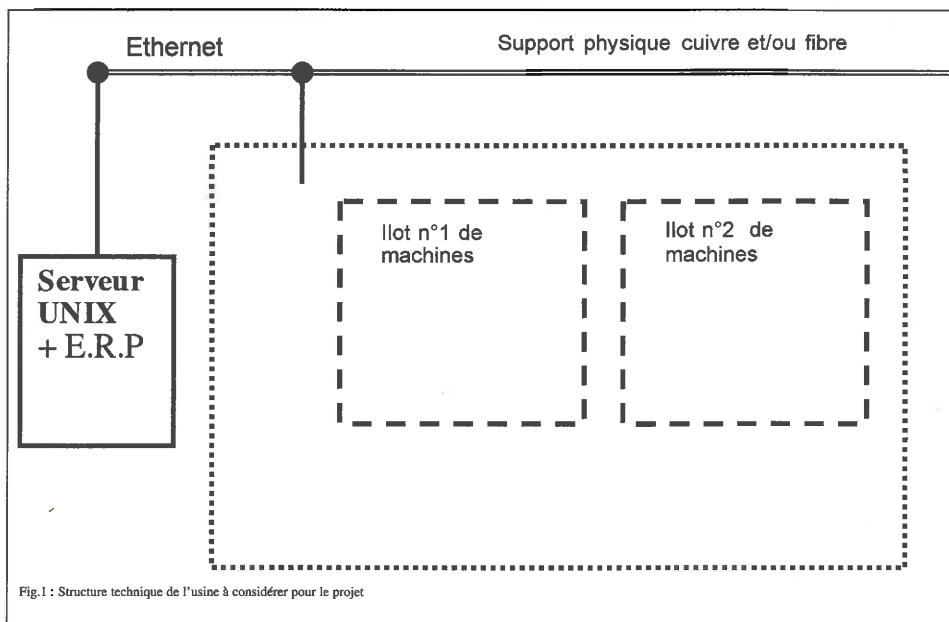 Ethernet
Support physique cuivre et/ou fibre
Ilot n°1 de
machines
Ilot n°2 de
machines
Serveur
UNIX
+ E.R.P
Fig.1 : Structure technique de l'usine à considérer pour le projet